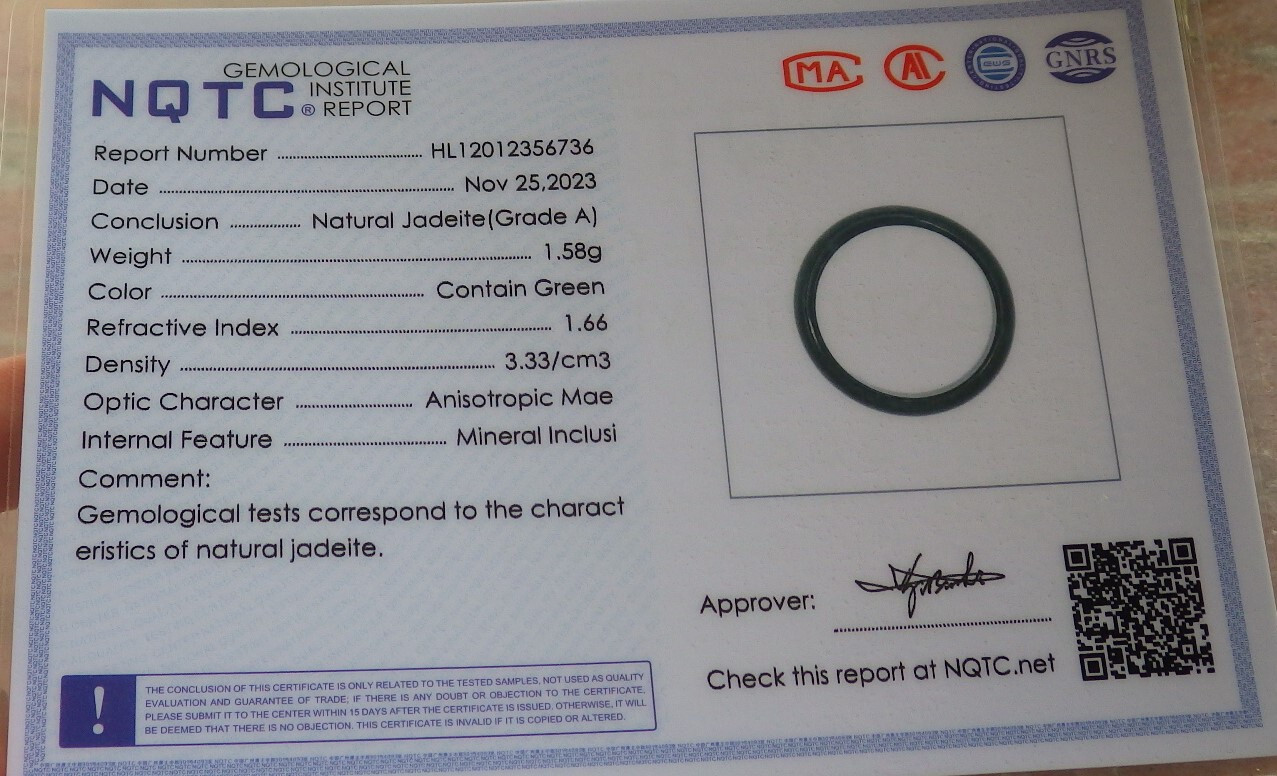 GEMOLOGICAL
INSTITUTE
NQTC® REPORT
MA
AL
GWG
GNRS
Report Number ........ HL12012356736
Date ........ Nov 25,2023
Conclusion ........ Natural Jadeite(Grade A)
Weight ........ 1.58g
Color ........ Contain Green
Refractive Index ........ 1.66
Density ........ 3.33/cm3
Optic Character ........ Anisotropic Mae
Internal Feature ........ Mineral Inclusi
Comment:
Gemological tests correspond to the charact
eristics of natural jadeite.
Approver:
Check this report at NQTC.net
!
THE CONCLUSION OF THIS CERTIFICATE IS ONLY RELATED TO THE TESTED SAMPLES, NOT USED AS QUALITY
EVALUATION AND GUARANTEE OF TRADE; IF THERE IS ANY DOUBT OR OBJECTION TO THE CERTIFICATE,
PLEASE SUBMIT IT TO THE CENTER WITHIN 15 DAYS AFTER THE CERTIFICATE IS ISSUED. OTHERWISE, IT WILL
BE DEEMED THAT THERE IS NO OBJECTION. THIS CERTIFICATE IS INVALID IF IT IS COPIED OR ALTERED.